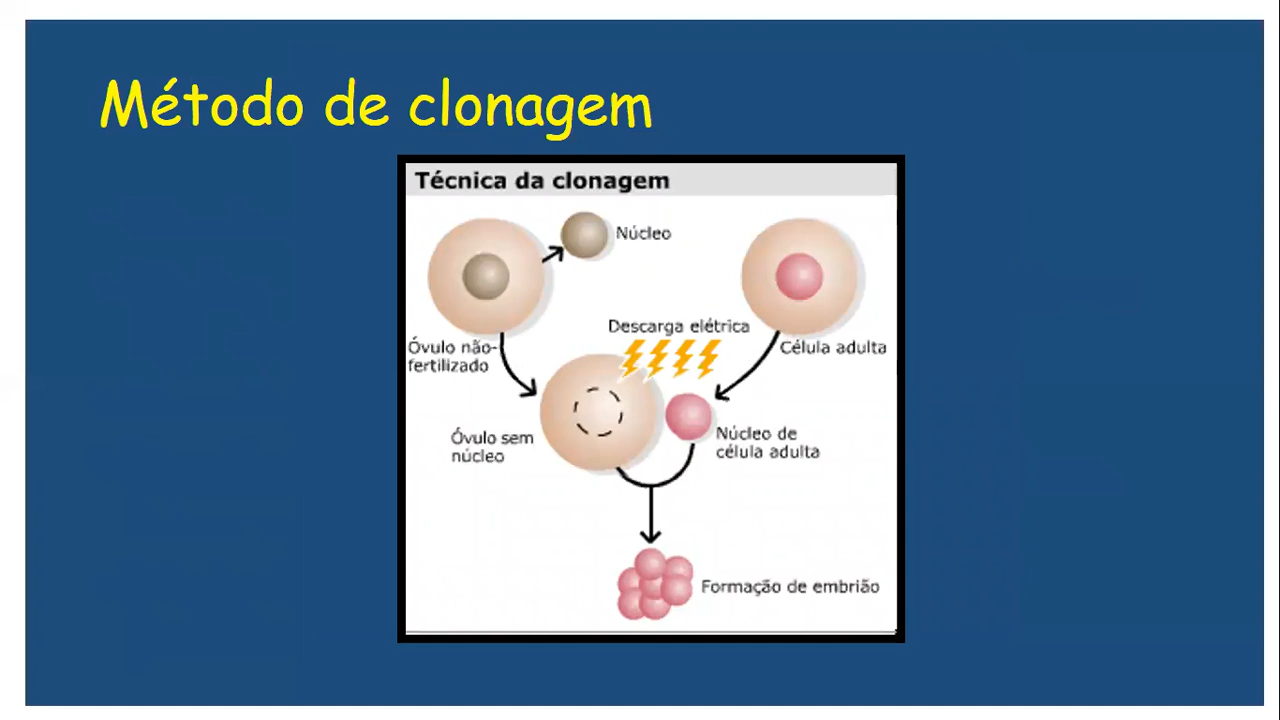 Método de clonagem
Técnica da clonagem
Núcleo
Descarga elétrica
Óvulo não-
fertilizado
Célula adulta
Óvulo sem
núcleo
Núcleo de
célula adulta
Formação de embrião